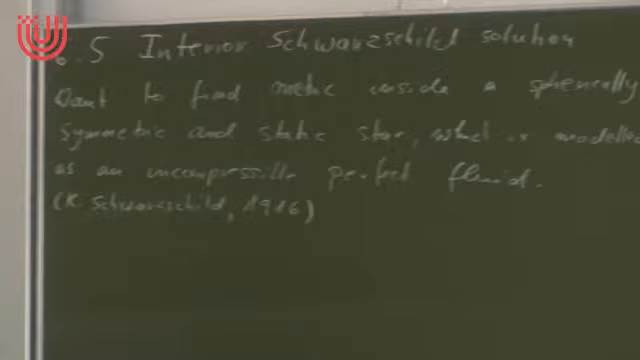 .5 Interior Schwarzschild solution
Want to find metric inside a spherically
symmetric and static star, which is modelled
as an incompressible perfect fluid.
(K. Schwarzschild, 1916)